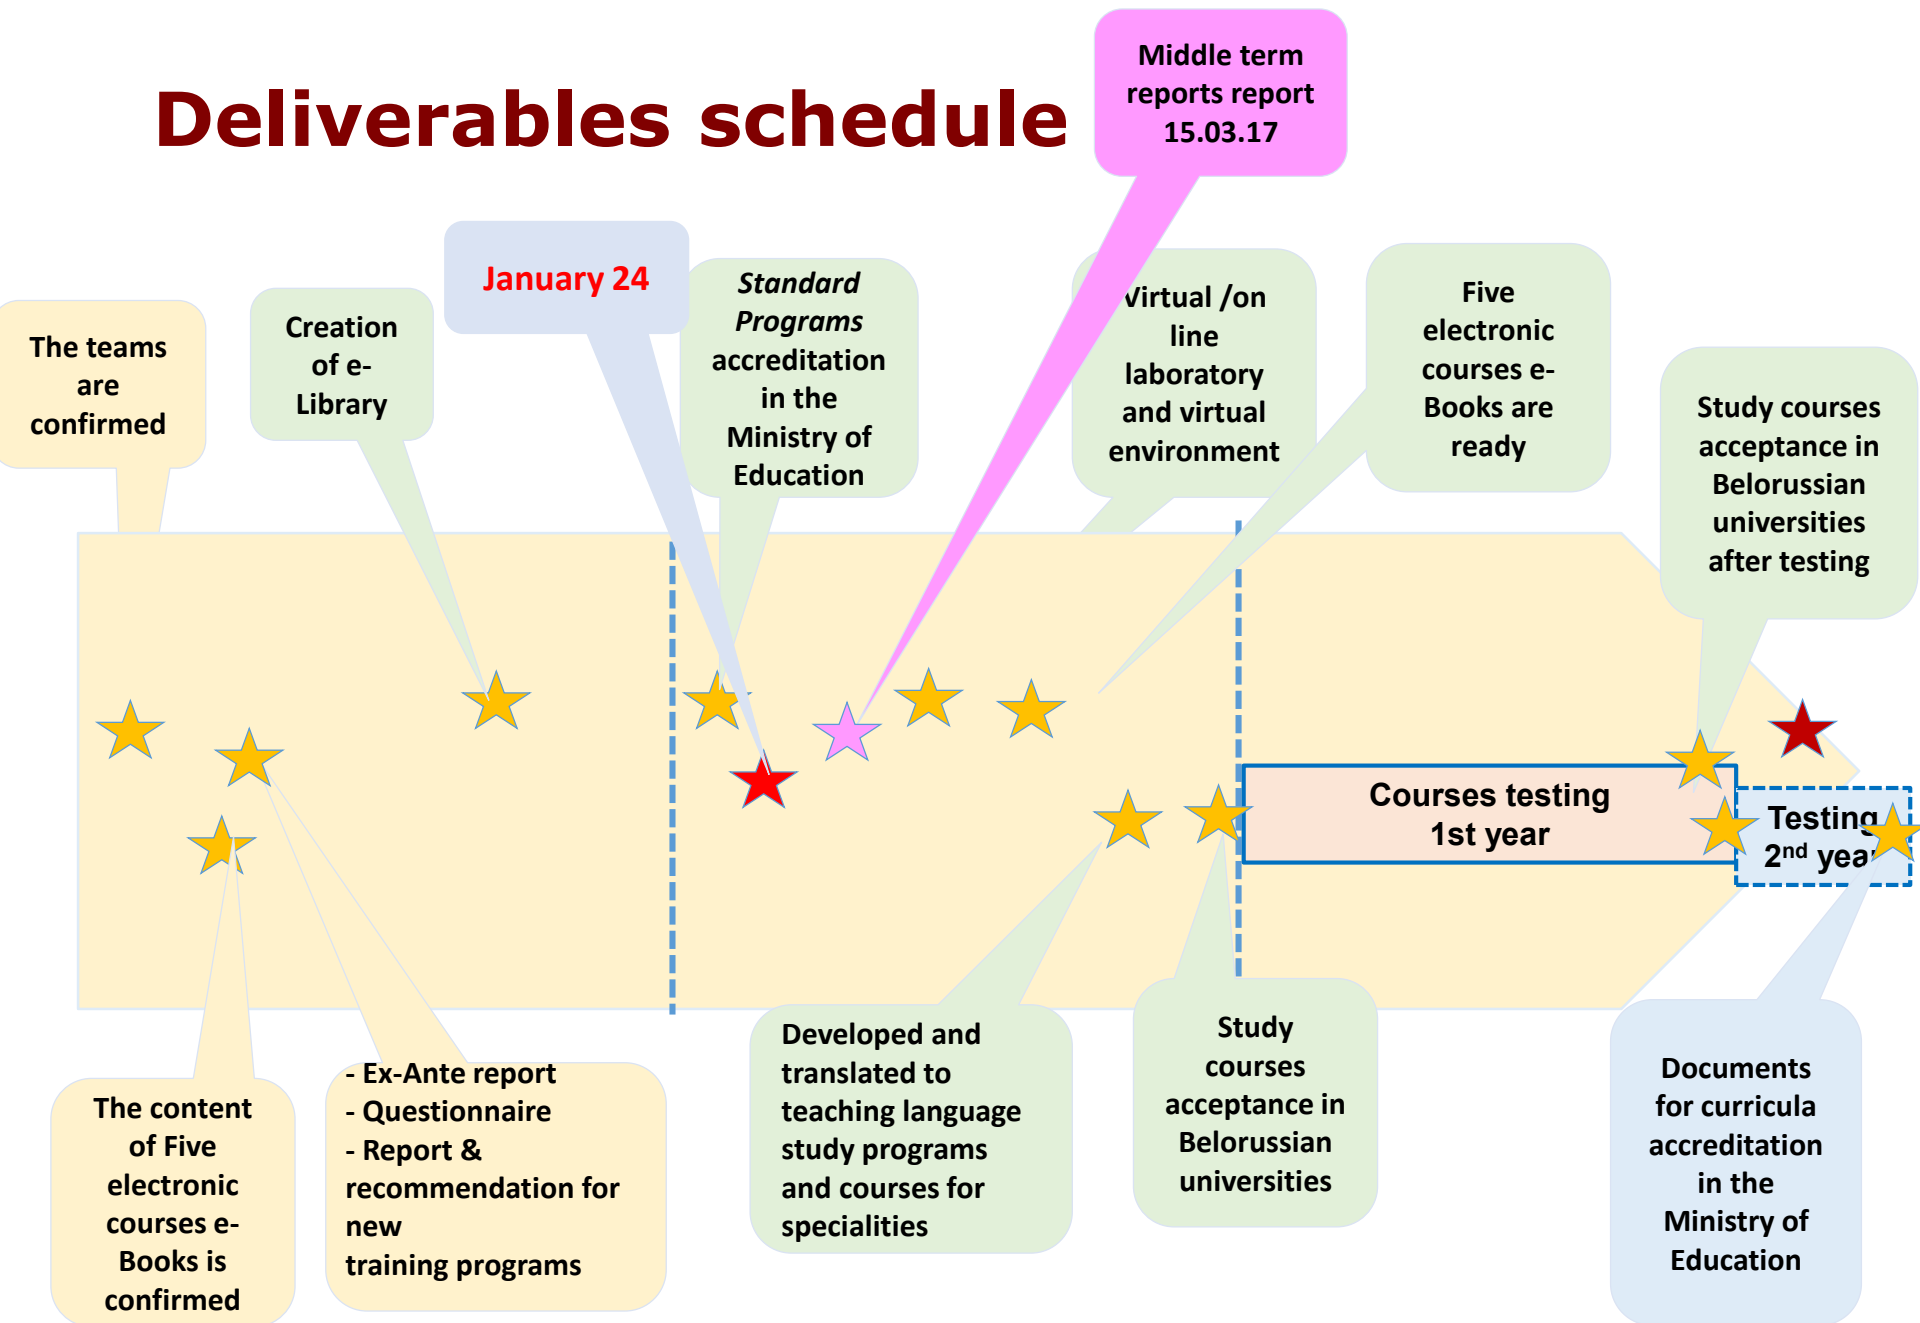 Deliverables schedule
Middle term
reports report
15.03.17
The teams
are
confirmed
Creation
of e-
Library
January 24
Standard
Programs
accreditation
in the
Ministry of
Education
Virtual /on
line
laboratory
and virtual
environment
Five
electronic
courses e-
Books are
ready
Study courses
acceptance in
Belorussian
universities
after testing
Courses testing
1st year
Testing
2nd year
The content
of Five
electronic
courses e-
Books is
confirmed
- Ex-Ante report
- Questionnaire
- Report &
recommendation for
new
training programs
Developed and
translated to
teaching language
study programs
and courses for
specialities
Study
courses
acceptance in
Belorussian
universities
Documents
for curricula
accreditation
in the
Ministry of
Education